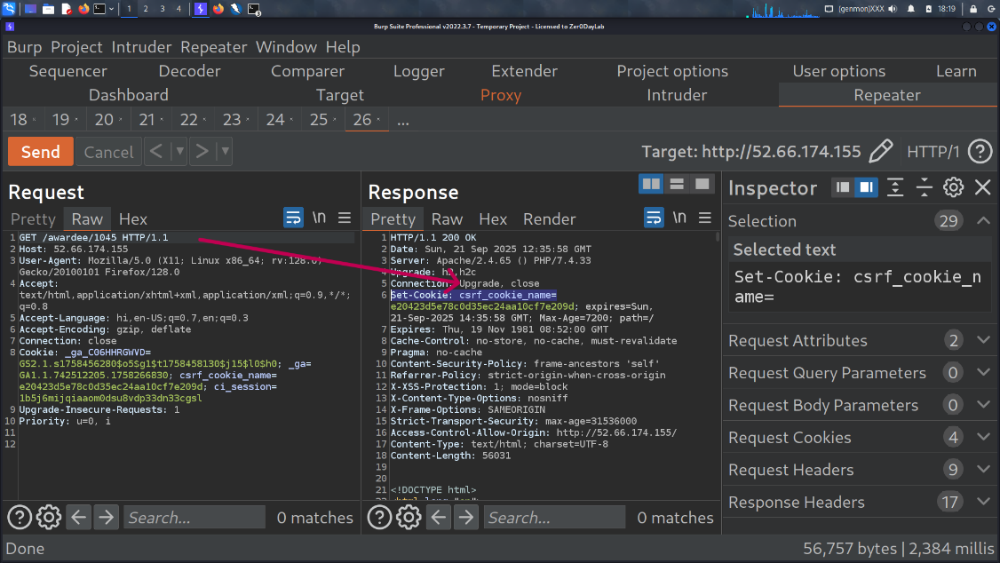 1 2 3 4 (genmon)XXX 18:19
Burp Suite Professional v2022.3.7 - Temporary Project - Licensed to Zer0DayLab
Burp Project Intruder Repeater Window Help
Sequencer Decoder Comparer Logger Extender Project options User options Learn
Dashboard Target Proxy Intruder Repeater
18 × 19 × 20 × 21 × 22 × 23 × 24 × 25 × 26 × ...
Send Cancel < > Target: http://52.66.174.155 HTTP/1 ?
Request
Pretty Raw Hex \n
1 GET /awardee/1045 HTTP/1.1
2 Host: 52.66.174.155
3 User-Agent: Mozilla/5.0 (X11; Linux x86_64; rv:128.0)
Gecko/20100101 Firefox/128.0
4 Accept:
text/html,application/xhtml+xml,application/xml;q=0.9,*/*;
q=0.8
5 Accept-Language: hi,en-US;q=0.7,en;q=0.3
6 Accept-Encoding: gzip, deflate
7 Connection: close
8 Cookie: _ga_C06HHRGWVD=
GS2.1.s1758456280$o5$g1$t1758458130$j15$l0$h0; _ga=
GA1.1.742512205.1758266830; csrf_cookie_name=
e20423d5e78c0d35ec24aa10cf7e209d; ci_session=
1b5j6mijqiaaom0dsu8vdp33dn33cgsl
9 Upgrade-Insecure-Requests: 1
10 Priority: u=0, i
11
12
Search... 0 matches
Response
Pretty Raw Hex Render \n
1 HTTP/1.1 200 OK
2 Date: Sun, 21 Sep 2025 12:35:58 GMT
3 Server: Apache/2.4.65 () PHP/7.4.33
4 Upgrade: h2,h2c
5 Connection: Upgrade, close
6 Set-Cookie: csrf_cookie_name=
e20423d5e78c0d35ec24aa10cf7e209d; expires=Sun,
21-Sep-2025 14:35:58 GMT; Max-Age=7200; path=/
7 Expires: Thu, 19 Nov 1981 08:52:00 GMT
8 Cache-Control: no-store, no-cache, must-revalidate
9 Pragma: no-cache
10 Content-Security-Policy: frame-ancestors 'self'
11 Referrer-Policy: strict-origin-when-cross-origin
12 X-XSS-Protection: 1; mode=block
13 X-Content-Type-Options: nosniff
14 X-Frame-Options: SAMEORIGIN
15 Strict-Transport-Security: max-age=31536000
16 Access-Control-Allow-Origin: http://52.66.174.155/
17 Content-Type: text/html; charset=UTF-8
18 Content-Length: 56031
19
20
21 <!DOCTYPE html>
Search... 0 matches
Inspector
Selection 29
Selected text
Set-Cookie: csrf_cookie_n
ame=
Request Attributes 2
Request Query Parameters 0
Request Body Parameters 0
Request Cookies 4
Request Headers 9
Response Headers 17
Done 56,757 bytes | 2,384 millis